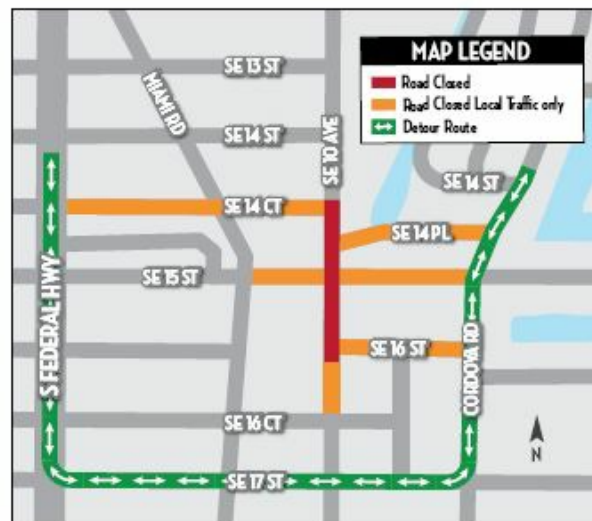 MAP LEGEND
Road Closed
Road Closed Local Traffic only
Detour Route
SE 13 ST
MIAMI RD
SE 14 ST
SE 10 AVE
SE 14 ST
SE 14 CT
SE 14 PL
SE 15 ST
S FEDERAL HWY
SE 16 ST
CORDOVA RD
SE 16 CT
N
SE 17 ST